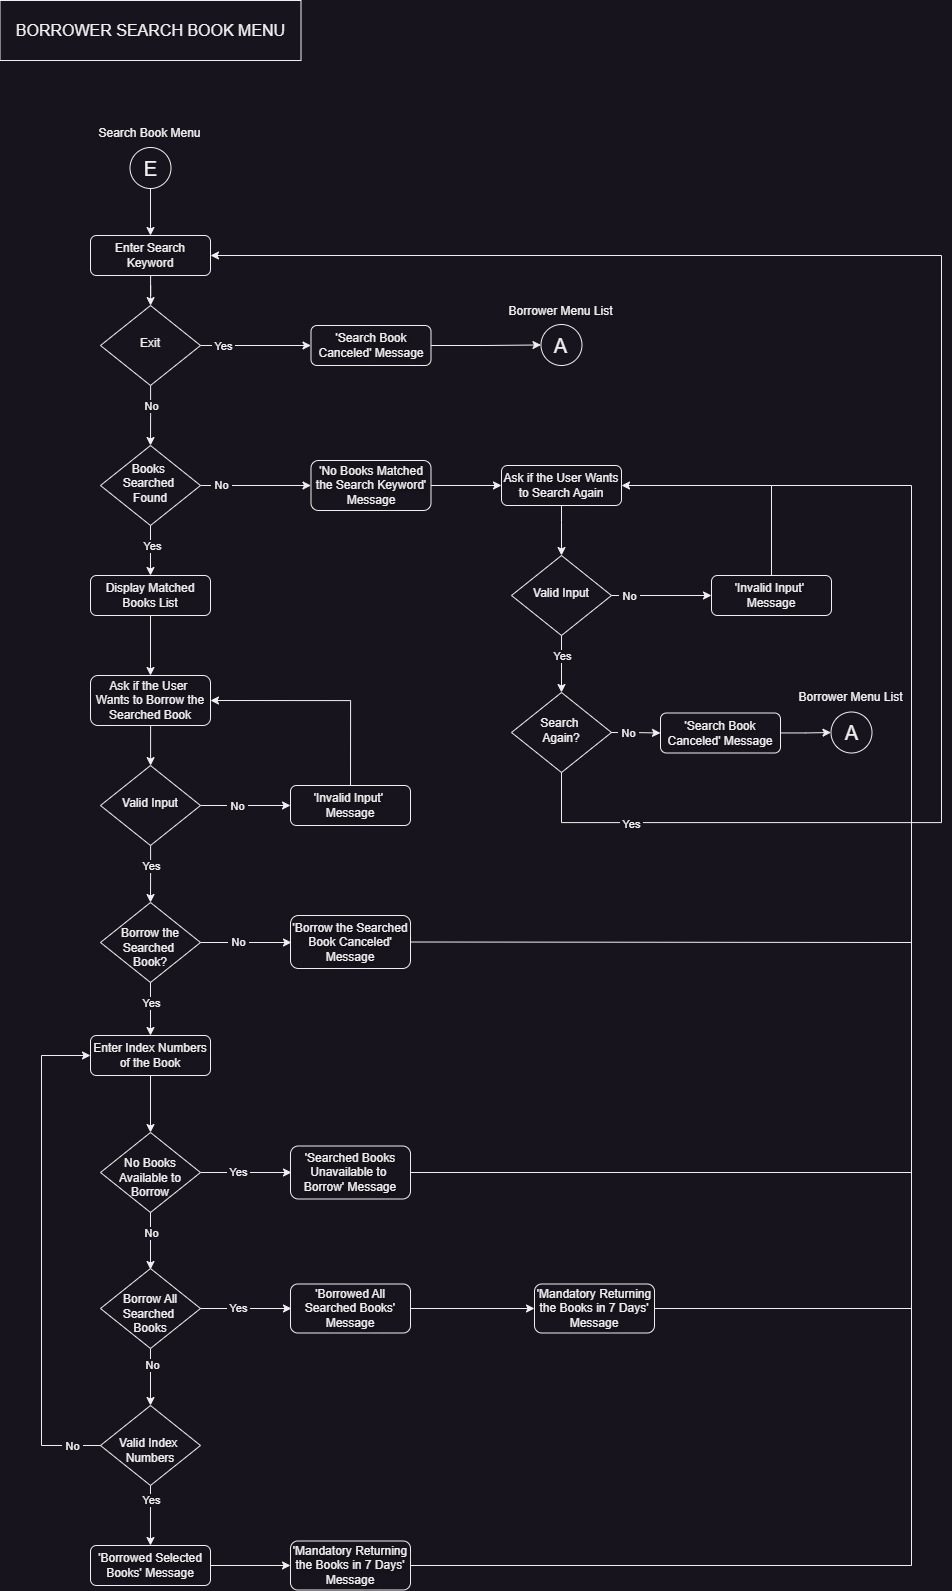 BORROWER SEARCH BOOK MENU
Search Book Menu
E
Enter Search
Keyword
Exit
Yes
'Search Book
Canceled' Message
Borrower Menu List
A
No
Books
Searched
Found
No
'No Books Matched
the Search Keyword'
Message
Ask if the User Wants
to Search Again
Yes
Display Matched
Books List
Valid Input
No
'Invalid Input'
Message
Yes
Ask if the User
Wants to Borrow the
Searched Book
Search
Again?
No
'Search Book
Canceled' Message
Borrower Menu List
A
Yes
Valid Input
No
'Invalid Input'
Message
Yes
Borrow the
Searched
Book?
No
'Borrow the Searched
Book Canceled'
Message
Yes
Enter Index Numbers
of the Book
No Books
Available to
Borrow
Yes
'Searched Books
Unavailable to
Borrow' Message
No
Borrow All
Searched
Books
Yes
'Borrowed All
Searched Books'
Message
'Mandatory Returning
the Books in 7 Days'
Message
No
Valid Index
Numbers
No
Yes
'Borrowed Selected
Books' Message
'Mandatory Returning
the Books in 7 Days'
Message